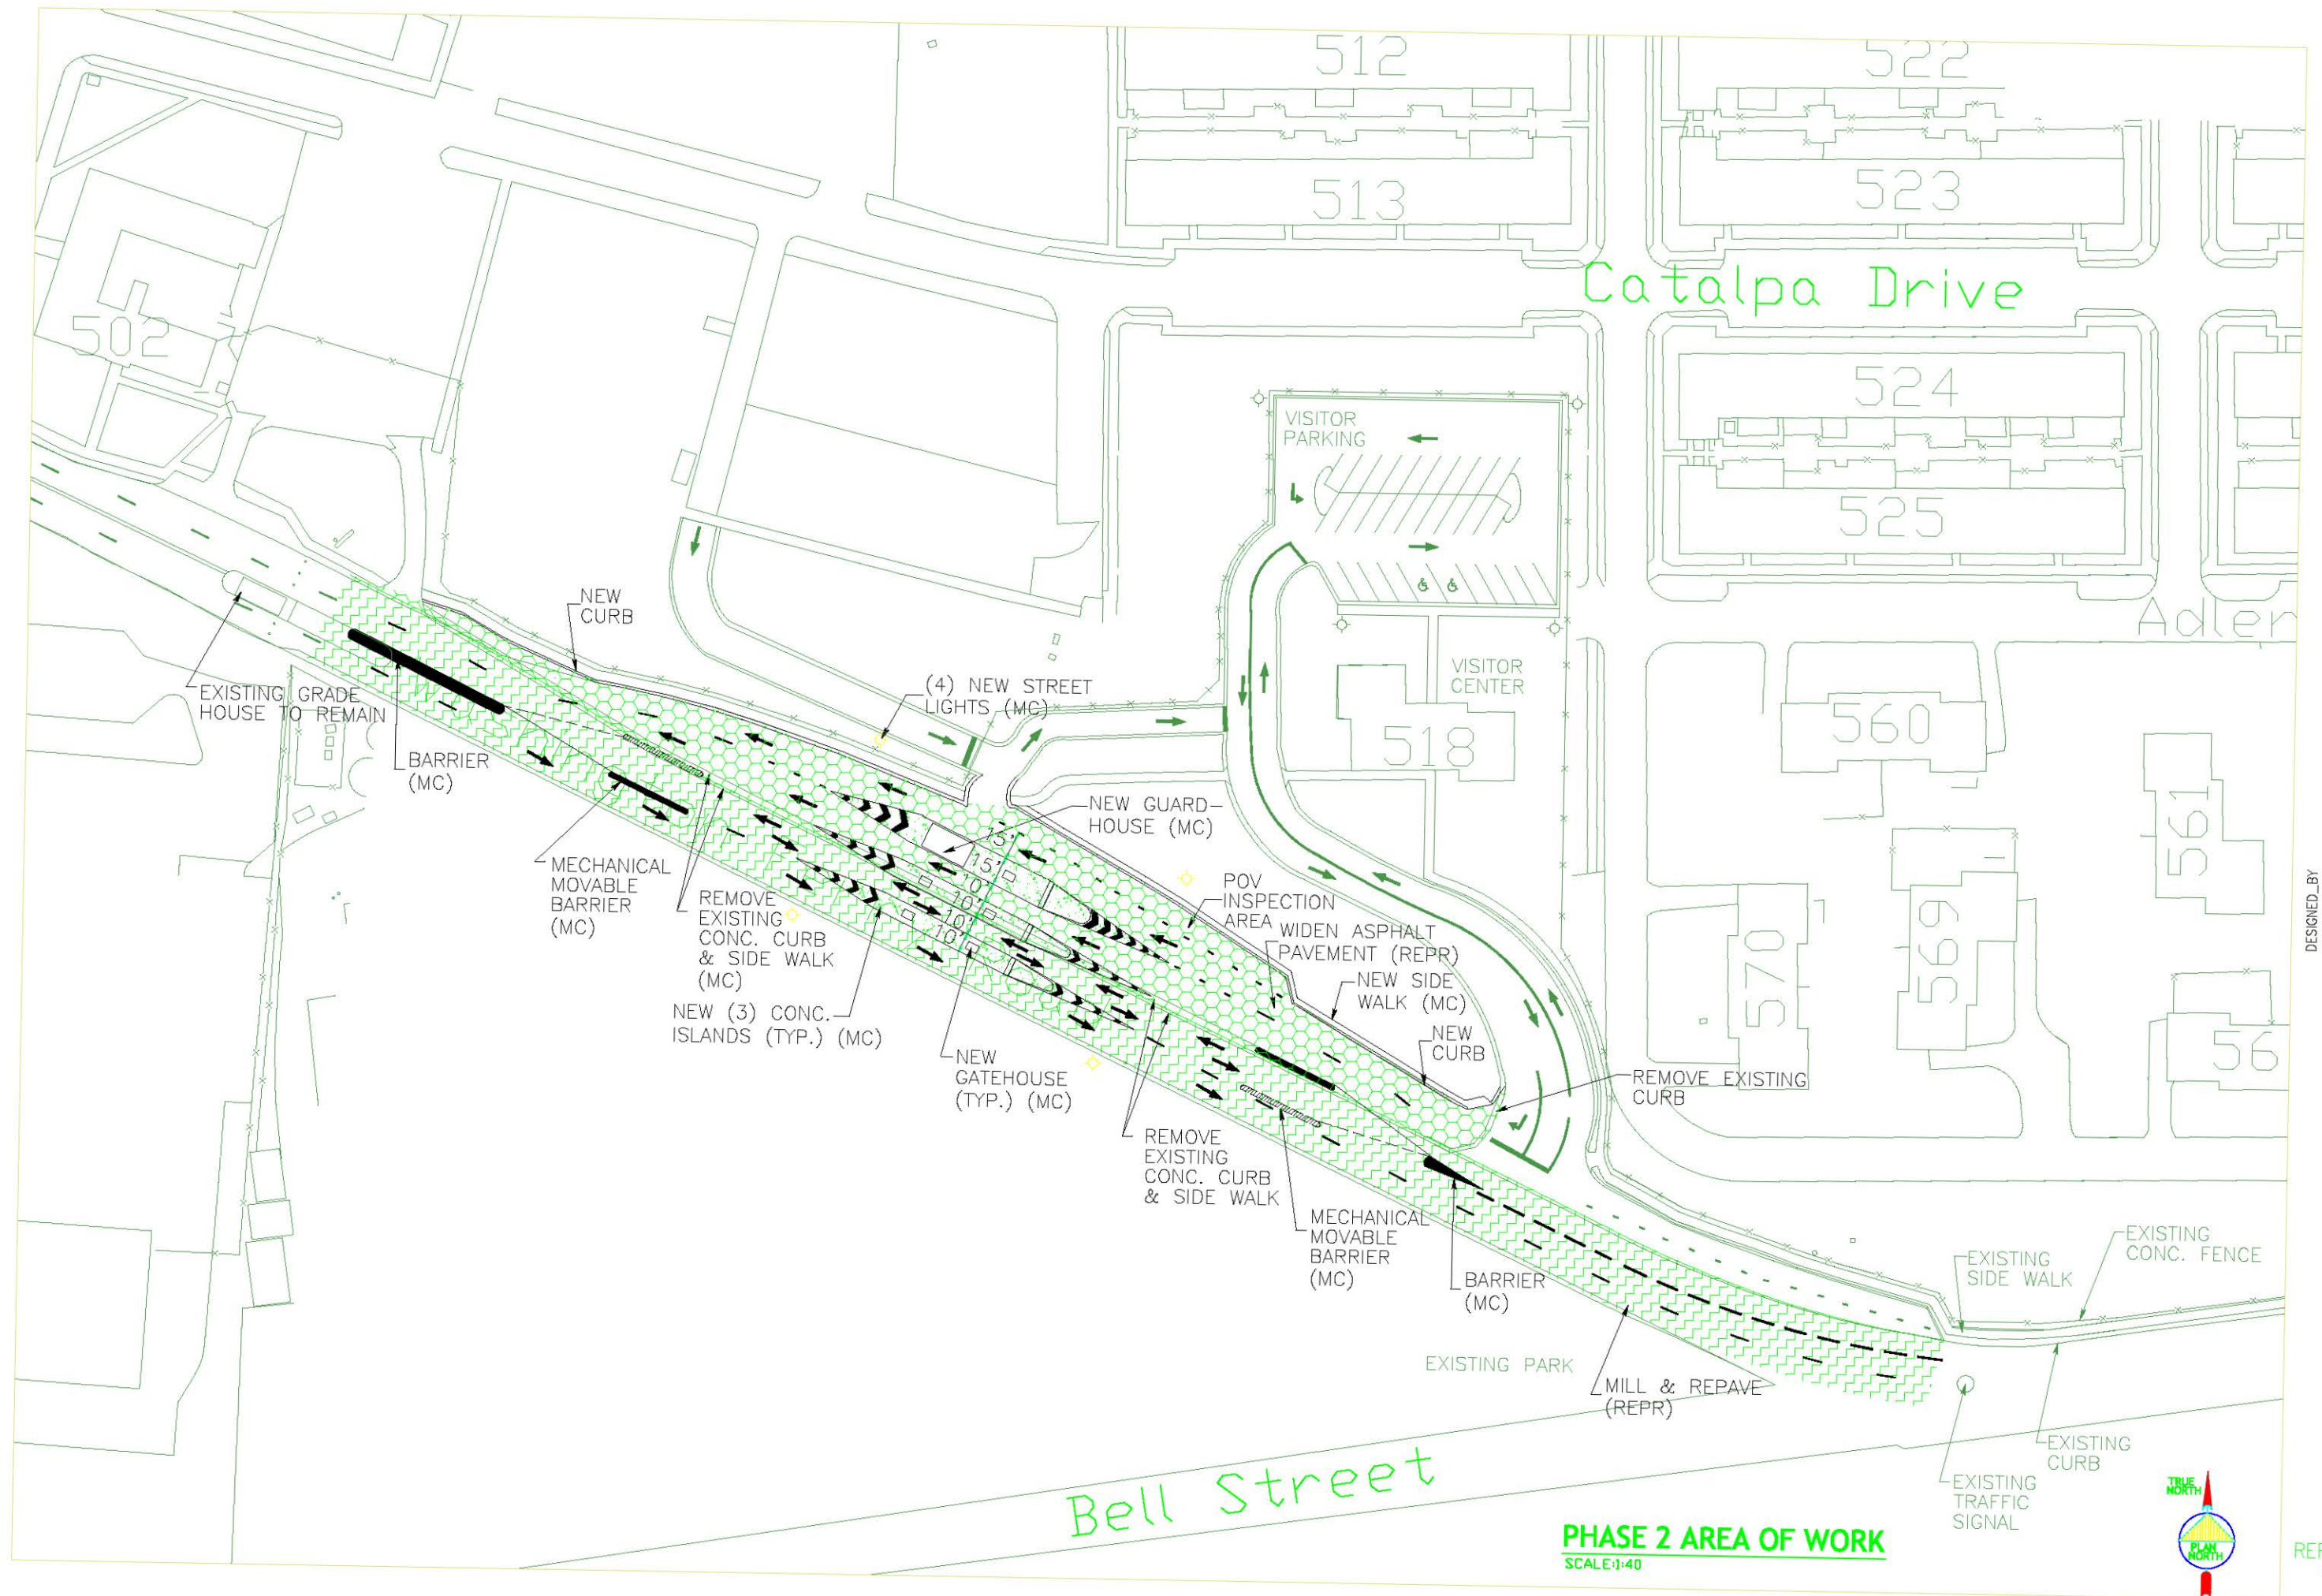 512
522
513
523
Catalpa Drive
502
524
VISITOR
PARKING
525
Adler
NEW
CURB
VISITOR
CENTER
EXISTING GRADE
HOUSE TO REMAIN
(4) NEW STREET
LIGHTS (MC)
560
518
BARRIER
(MC)
561
NEW GUARD-
HOUSE (MC)
15'
15'
10'
10'
10'
10'
MECHANICAL
MOVABLE
BARRIER
(MC)
REMOVE
EXISTING
CONC. CURB
& SIDE WALK
(MC)
POV
INSPECTION
AREA
WIDEN ASPHALT
PAVEMENT (REPR)
DESIGNED_BY
569
570
NEW SIDE
WALK (MC)
NEW (3) CONC.
ISLANDS (TYP.) (MC)
NEW
CURB
56
NEW
GATEHOUSE
(TYP.) (MC)
REMOVE EXISTING
CURB
REMOVE
EXISTING
CONC. CURB
& SIDE WALK
MECHANICAL
MOVABLE
BARRIER
(MC)
BARRIER
(MC)
EXISTING
SIDE WALK
EXISTING
CONC. FENCE
EXISTING PARK
MILL & REPAVE
(REPR)
EXISTING
CURB
EXISTING
TRAFFIC
SIGNAL
Bell Street
TRUE
NORTH
PLAN
NORTH
PHASE 2 AREA OF WORK
SCALE:1:40